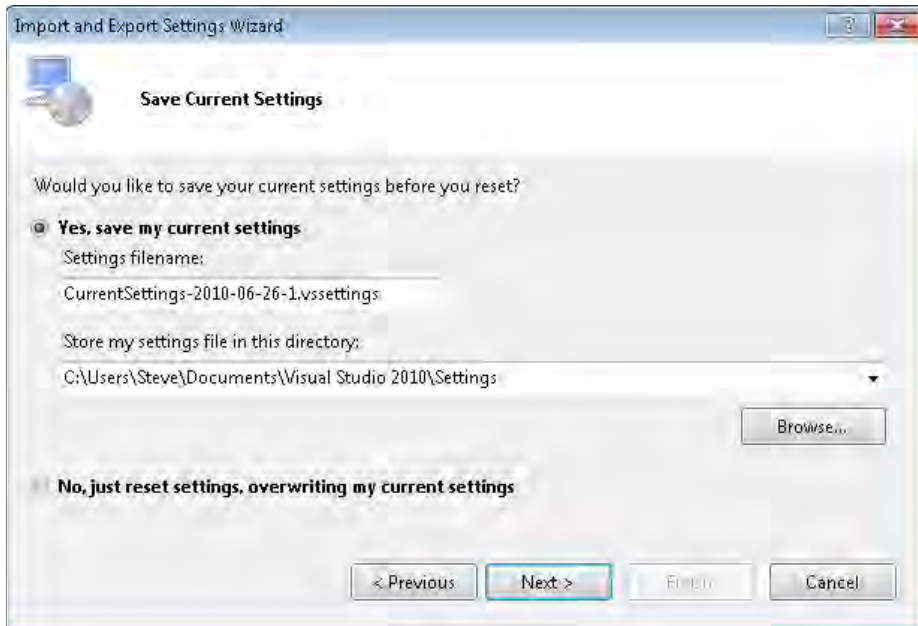 Import and Export Settings Wizard
Save Current Settings
Would you like to save your current settings before you reset?
Yes, save my current settings
Settings filename:
CurrentSettings-2010-06-26-1.vssettings
Store my settings file in this directory:
C:\Users\Steve\Documents\Visual Studio 2010\Settings
Browse...
No, just reset settings, overwriting my current settings
< Previous Next > Finish Cancel